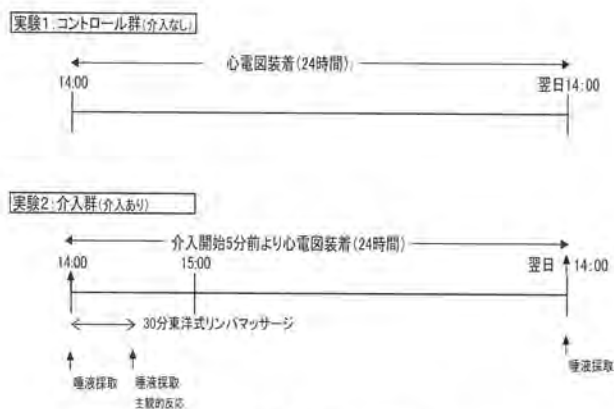 実験1:コントロール群(介入なし)
心電図装着(24時間)
14:00 翌日14:00
実験2:介入群(介入あり)
介入開始5分前より心電図装着(24時間)
14:00 15:00 翌日 14:00
30分東洋式リンパマッサージ
唾液採取 唾液採取 唾液採取
主観的反応